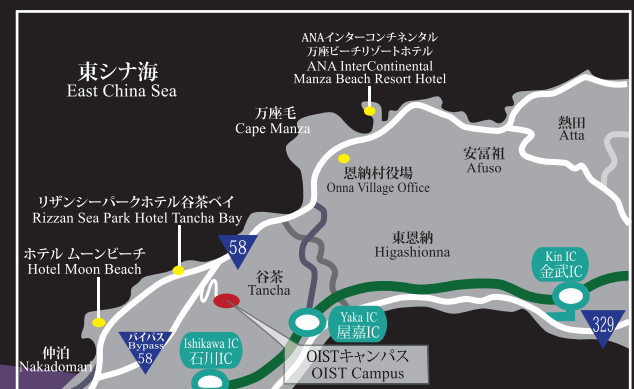 ANAインターコンチネンタル
万座ビーチリゾートホテル
ANA InterContinental
Manza Beach Resort Hotel
東シナ海
East China Sea
万座毛
Cape Manza
熱田
Atta
安冨祖
Afuso
恩納村役場
Onna Village Office
リザンシーパークホテル谷茶ベイ
Rizzan Sea Park Hotel Tancha Bay
58
東恩納
Higashionna
ホテル ムーンビーチ
Hotel Moon Beach
谷茶
Tancha
Kin IC
金武IC
Yaka IC
屋嘉IC
329
バイパス
Bypass
58
Ishikawa IC
石川IC
仲泊
Nakadomari
OISTキャンパス
OIST Campus